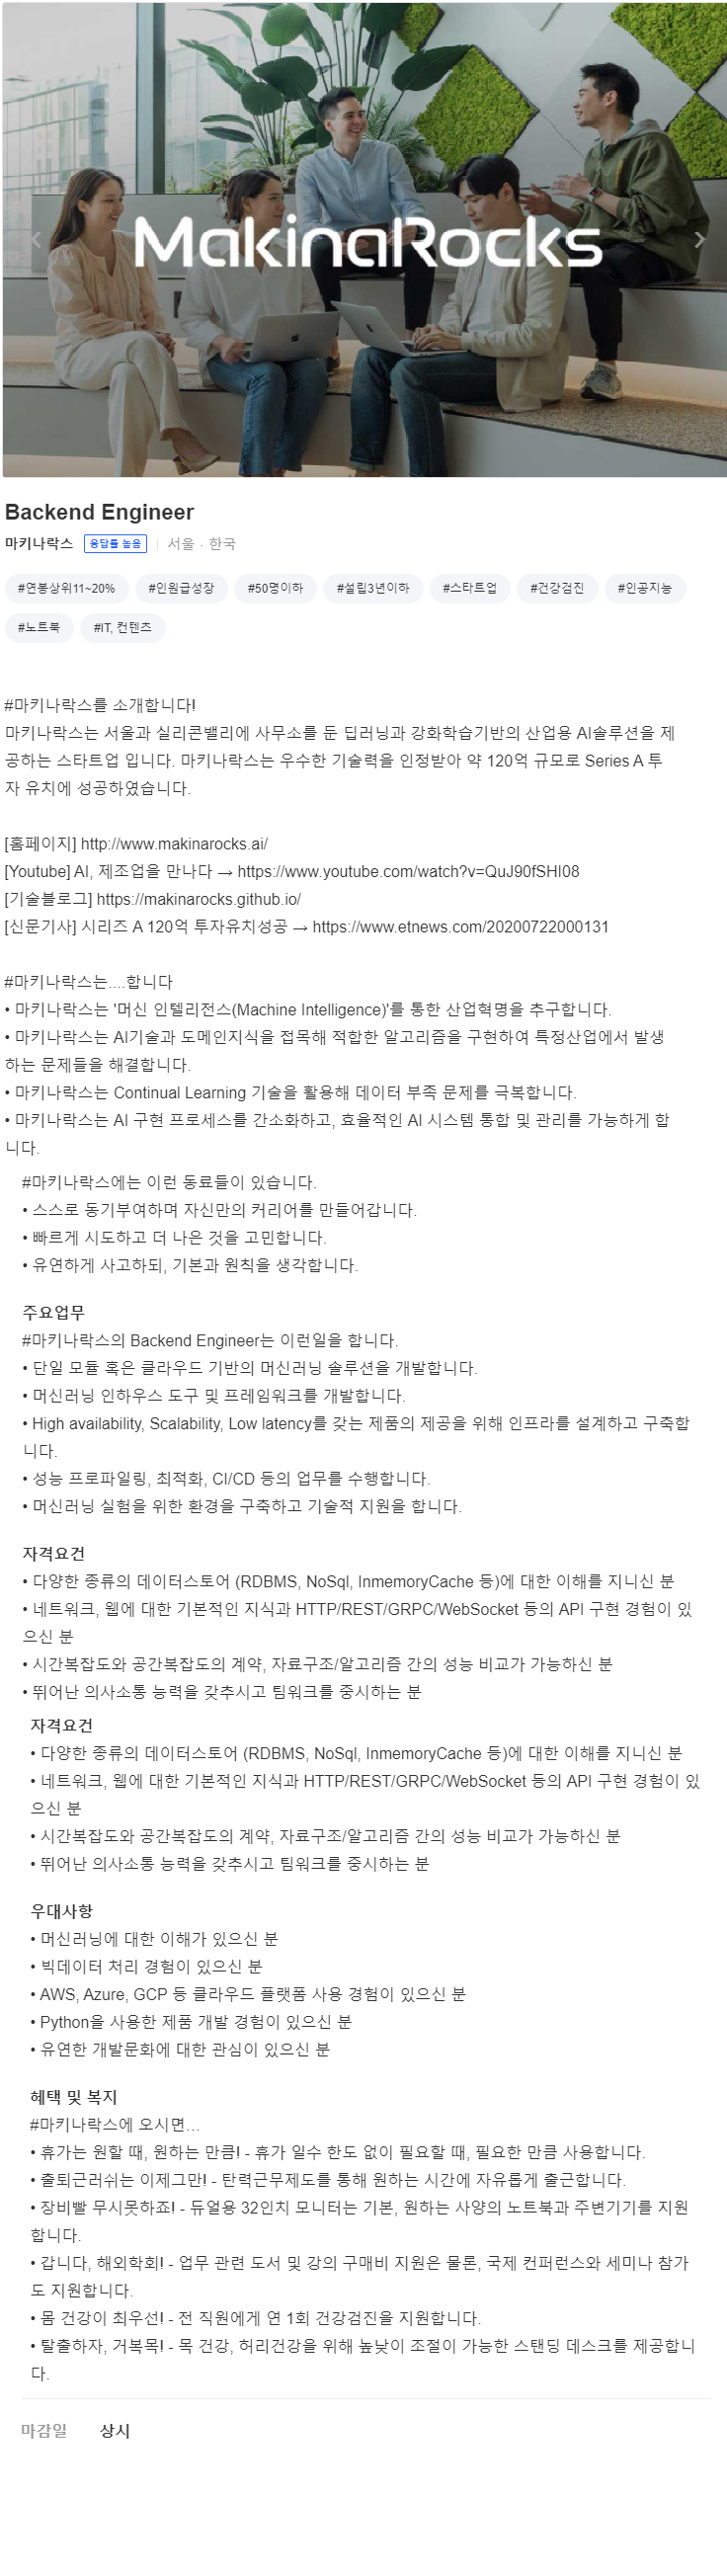 MakinaRocks
Backend Engineer
마키나락스 응답률 높음 서울 · 한국
#연봉상위11~20% #인원급성장 #50명이하 #설립3년이하 #스타트업 #건강검진 #인공지능
#노트북 #IT, 컨텐츠
#마키나락스를 소개합니다!
마키나락스는 서울과 실리콘밸리에 사무소를 둔 딥러닝과 강화학습기반의 산업용 AI솔루션을 제
공하는 스타트업 입니다. 마키나락스는 우수한 기술력을 인정받아 약 120억 규모로 Series A 투
자 유치에 성공하였습니다.
[홈페이지] http://www.makinarocks.ai/
[Youtube] AI, 제조업을 만나다 → https://www.youtube.com/watch?v=QuJ90fSHI08
[기술블로그] https://makinarocks.github.io/
[신문기사] 시리즈 A 120억 투자유치성공 → https://www.etnews.com/20200722000131
#마키나락스는....합니다
• 마키나락스는 '머신 인텔리전스(Machine Intelligence)'를 통한 산업혁명을 추구합니다.
• 마키나락스는 AI기술과 도메인지식을 접목해 적합한 알고리즘을 구현하여 특정산업에서 발생
하는 문제들을 해결합니다.
• 마키나락스는 Continual Learning 기술을 활용해 데이터 부족 문제를 극복합니다.
• 마키나락스는 AI 구현 프로세스를 간소화하고, 효율적인 AI 시스템 통합 및 관리를 가능하게 합
니다.
#마키나락스에는 이런 동료들이 있습니다.
• 스스로 동기부여하며 자신만의 커리어를 만들어갑니다.
• 빠르게 시도하고 더 나은 것을 고민합니다.
• 유연하게 사고하되, 기본과 원칙을 생각합니다.
주요업무
#마키나락스의 Backend Engineer는 이런일을 합니다.
• 단일 모듈 혹은 클라우드 기반의 머신러닝 솔루션을 개발합니다.
• 머신러닝 인하우스 도구 및 프레임워크를 개발합니다.
• High availability, Scalability, Low latency를 갖는 제품의 제공을 위해 인프라를 설계하고 구축합
니다.
• 성능 프로파일링, 최적화, CI/CD 등의 업무를 수행합니다.
• 머신러닝 실험을 위한 환경을 구축하고 기술적 지원을 합니다.
자격요건
• 다양한 종류의 데이터스토어 (RDBMS, NoSql, InmemoryCache 등)에 대한 이해를 지니신 분
• 네트워크, 웹에 대한 기본적인 지식과 HTTP/REST/GRPC/WebSocket 등의 API 구현 경험이 있
으신 분
• 시간복잡도와 공간복잡도의 계약, 자료구조/알고리즘 간의 성능 비교가 가능하신 분
• 뛰어난 의사소통 능력을 갖추시고 팀워크를 중시하는 분
자격요건
• 다양한 종류의 데이터스토어 (RDBMS, NoSql, InmemoryCache 등)에 대한 이해를 지니신 분
• 네트워크, 웹에 대한 기본적인 지식과 HTTP/REST/GRPC/WebSocket 등의 API 구현 경험이 있
으신 분
• 시간복잡도와 공간복잡도의 계약, 자료구조/알고리즘 간의 성능 비교가 가능하신 분
• 뛰어난 의사소통 능력을 갖추시고 팀워크를 중시하는 분
우대사항
• 머신러닝에 대한 이해가 있으신 분
• 빅데이터 처리 경험이 있으신 분
• AWS, Azure, GCP 등 클라우드 플랫폼 사용 경험이 있으신 분
• Python을 사용한 제품 개발 경험이 있으신 분
• 유연한 개발문화에 대한 관심이 있으신 분
혜택 및 복지
#마키나락스에 오시면...
• 휴가는 원할 때, 원하는 만큼! - 휴가 일수 한도 없이 필요할 때, 필요한 만큼 사용합니다.
• 출퇴근러쉬는 이제그만! - 탄력근무제도를 통해 원하는 시간에 자유롭게 출근합니다.
• 장비빨 무시못하죠! - 듀얼용 32인치 모니터는 기본, 원하는 사양의 노트북과 주변기기를 지원
합니다.
• 갑니다, 해외학회! - 업무 관련 도서 및 강의 구매비 지원은 물론, 국제 컨퍼런스와 세미나 참가
도 지원합니다.
• 몸 건강이 최우선! - 전 직원에게 연 1회 건강검진을 지원합니다.
• 탈출하자, 거북목! - 목 건강, 허리건강을 위해 높낮이 조절이 가능한 스탠딩 데스크를 제공합니
다.
마감일 상시